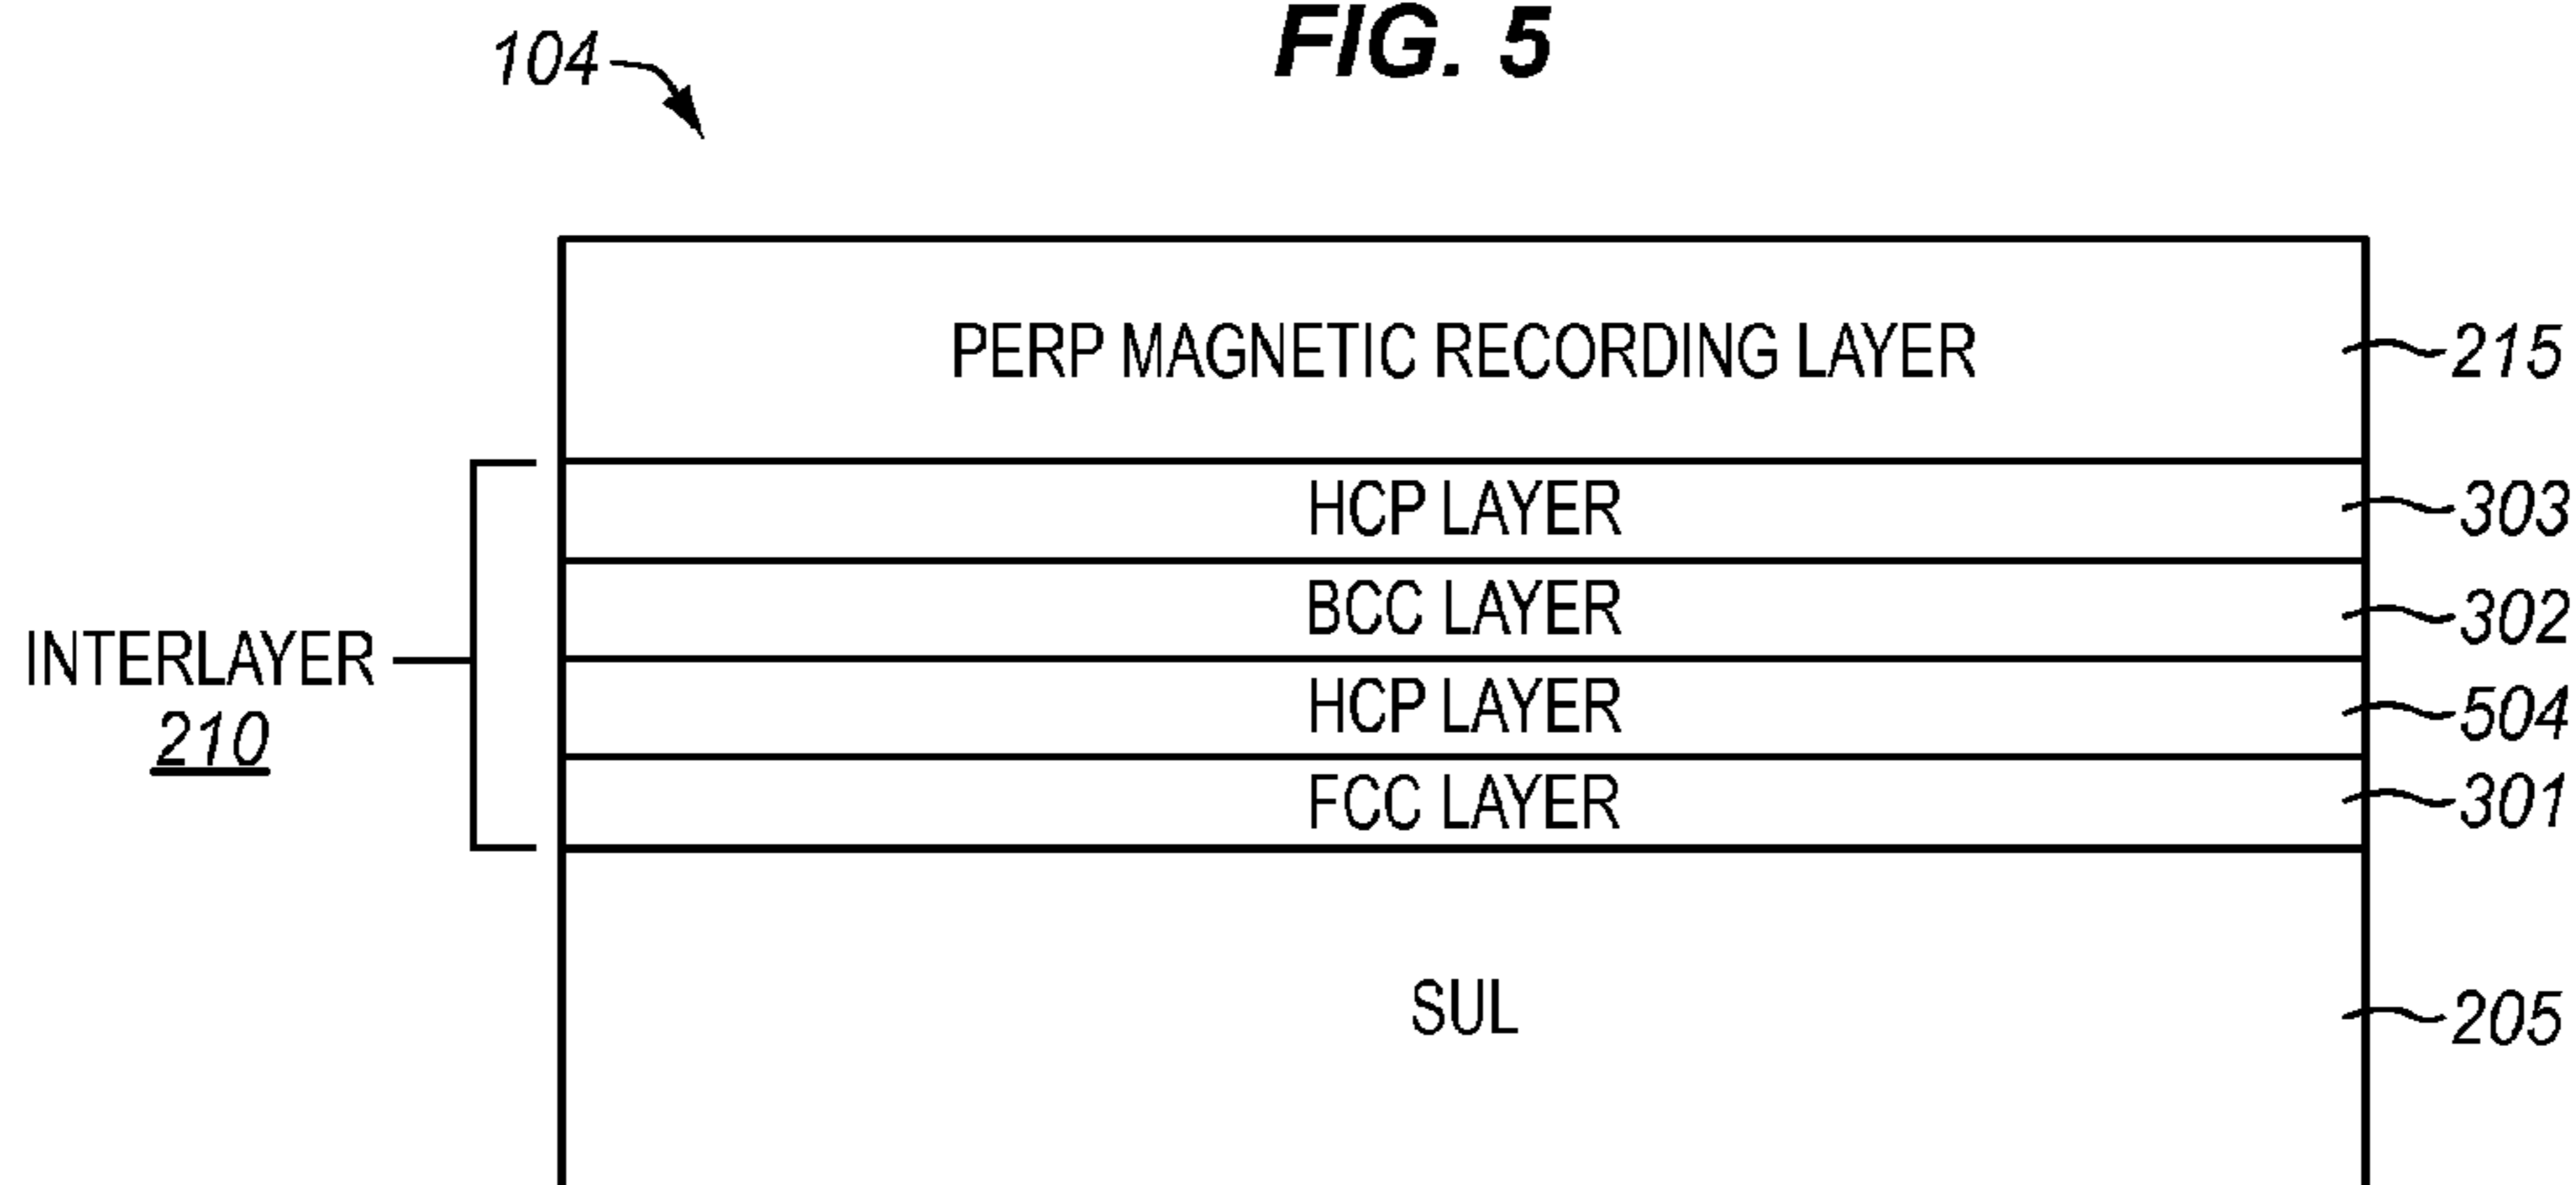 FIG. 5
104
PERP MAGNETIC RECORDING LAYER
215
HCP LAYER
303
BCC LAYER
302
INTERLAYER
210
HCP LAYER
504
FCC LAYER
301
SUL
205